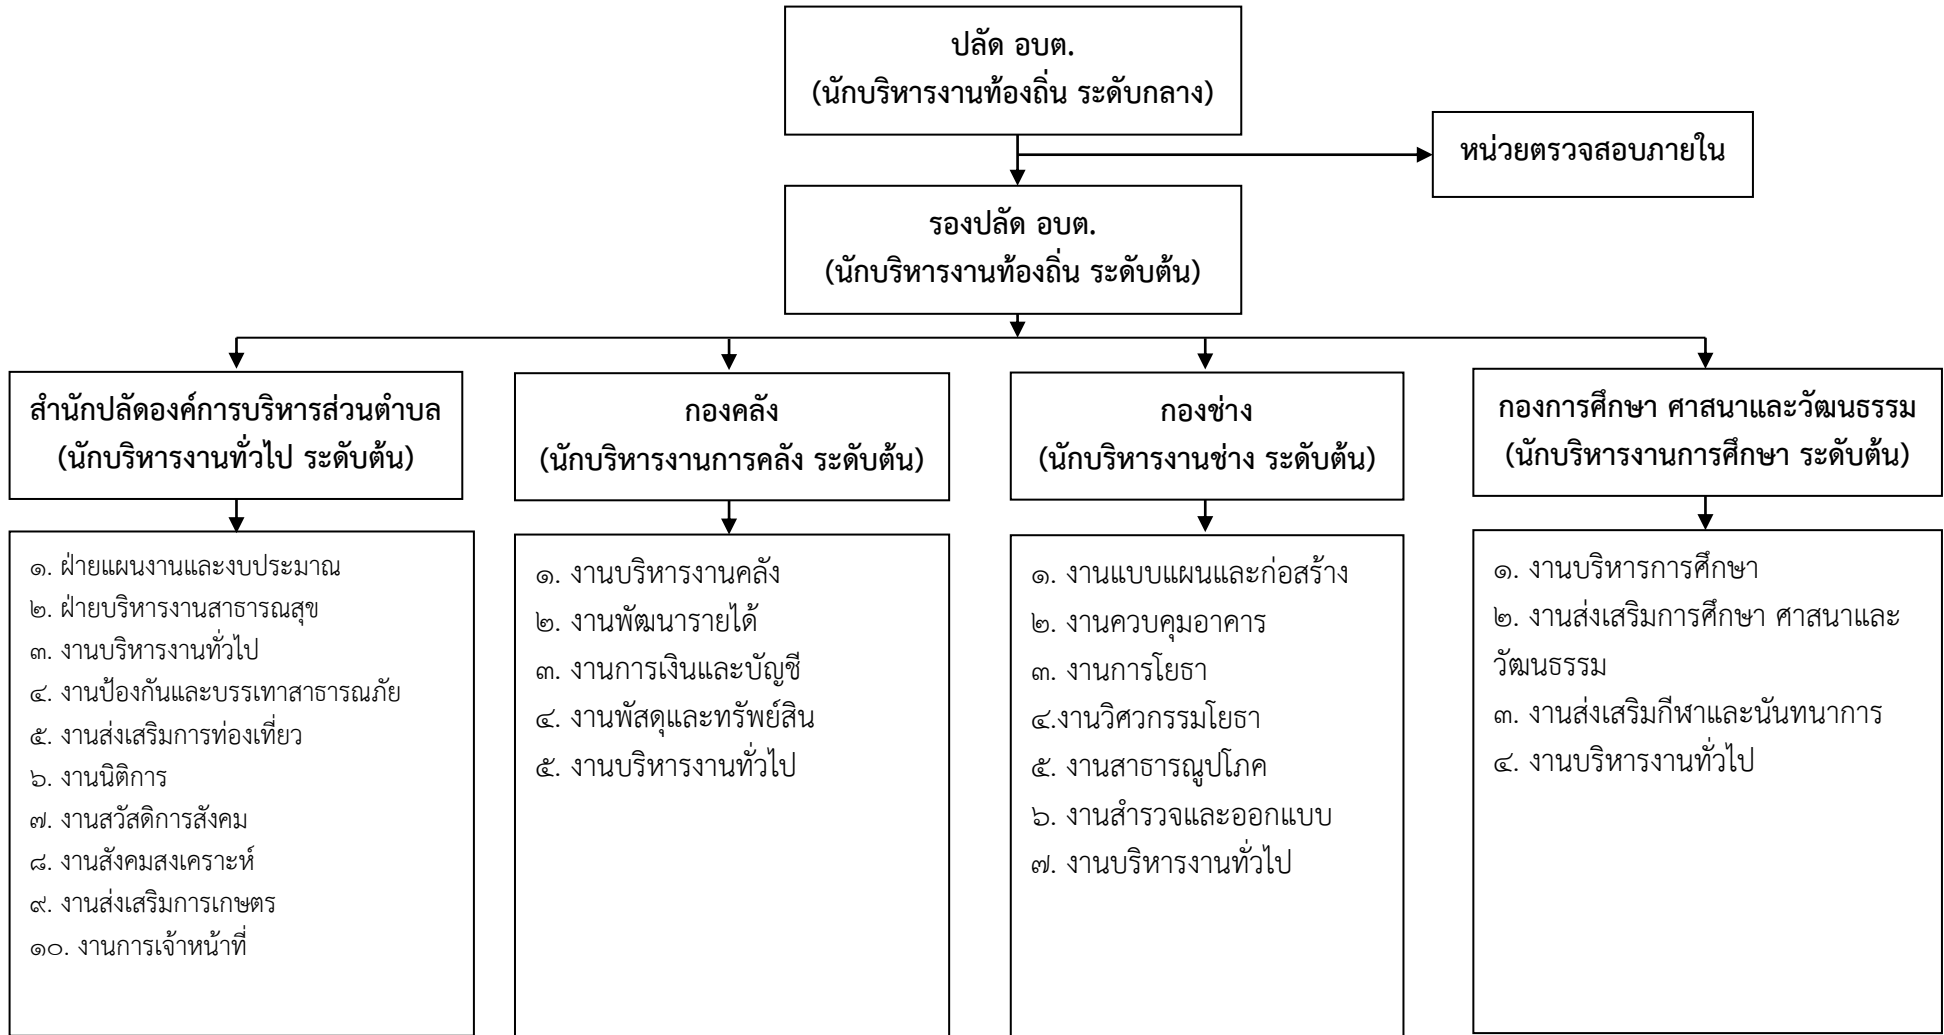 ปลัด อบต.
(นักบริหารงานท้องถิ่น ระดับกลาง)
หน่วยตรวจสอบภายใน
รองปลัด อบต.
(นักบริหารงานท้องถิ่น ระดับต้น)
สำนักปลัดองค์การบริหารส่วนตำบล
(นักบริหารงานทั่วไป ระดับต้น)
๑. ฝ่ายแผนงานและงบประมาณ
๒. ฝ่ายบริหารงานสาธารณสุข
๓. งานบริหารงานทั่วไป
๔. งานป้องกันและบรรเทาสาธารณภัย
๕. งานส่งเสริมการท่องเที่ยว
๖. งานนิติการ
๗. งานสวัสดิการสังคม
๘. งานสังคมสงเคราะห์
๙. งานส่งเสริมการเกษตร
๑๐. งานการเจ้าหน้าที่
กองคลัง
(นักบริหารงานการคลัง ระดับต้น)
๑. งานบริหารงานคลัง
๒. งานพัฒนารายได้
๓. งานการเงินและบัญชี
๔. งานพัสดุและทรัพย์สิน
๕. งานบริหารงานทั่วไป
กองช่าง
(นักบริหารงานช่าง ระดับต้น)
๑. งานแบบแผนและก่อสร้าง
๒. งานควบคุมอาคาร
๓. งานการโยธา
๔.งานวิศวกรรมโยธา
๕. งานสาธารณูปโภค
๖. งานสำรวจและออกแบบ
๗. งานบริหารงานทั่วไป
กองการศึกษา ศาสนาและวัฒนธรรม
(นักบริหารงานการศึกษา ระดับต้น)
๑. งานบริหารการศึกษา
๒. งานส่งเสริมการศึกษา ศาสนาและ
วัฒนธรรม
๓. งานส่งเสริมกีฬาและนันทนาการ
๔. งานบริหารงานทั่วไป